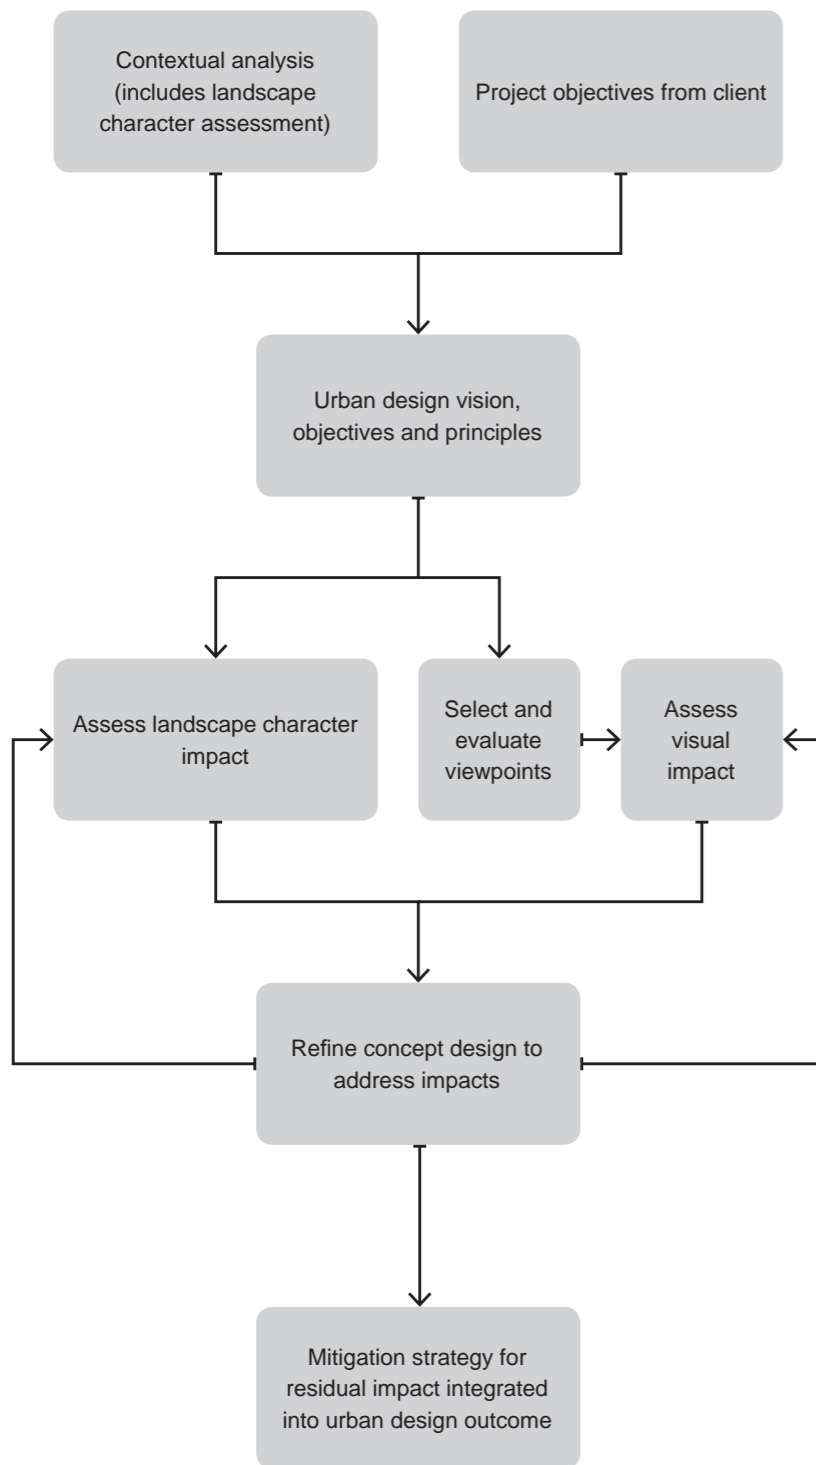 Contextual analysis
(includes landscape
character assessment)
Project objectives from client
Urban design vision,
objectives and principles
Assess landscape character
impact
Select and
evaluate
viewpoints
Assess
visual
impact
Refine concept design to
address impacts
Mitigation strategy for
residual impact integrated
into urban design outcome